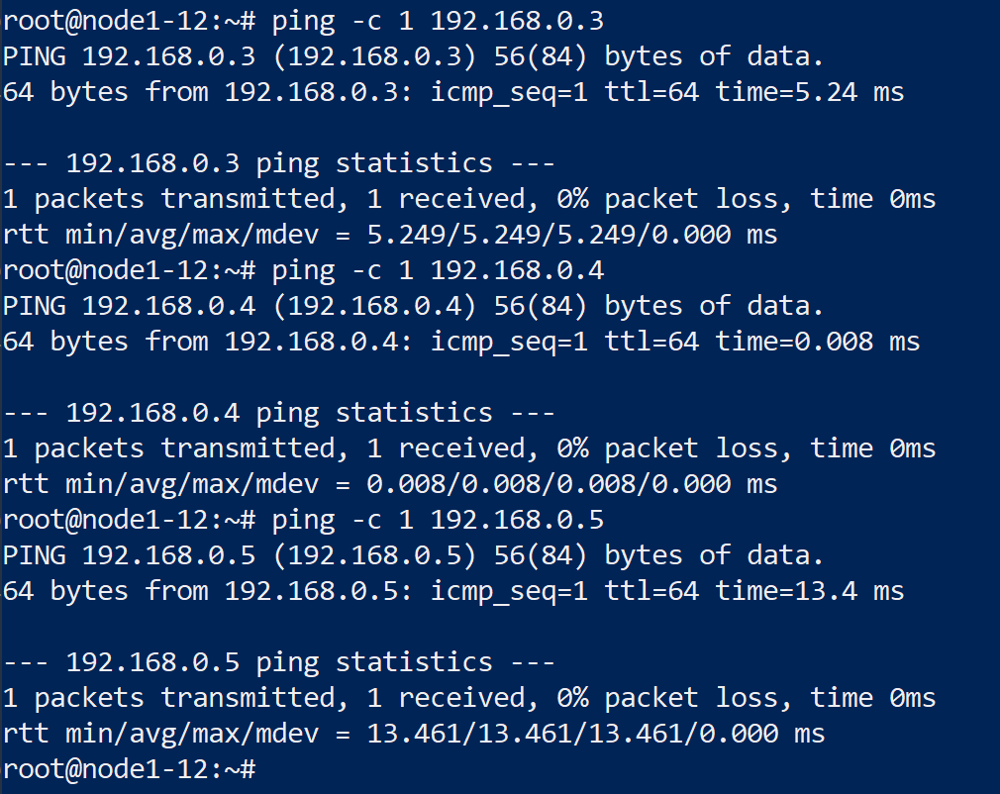 root@node1-12:~# ping -c 1 192.168.0.3
PING 192.168.0.3 (192.168.0.3) 56(84) bytes of data.
64 bytes from 192.168.0.3: icmp_seq=1 ttl=64 time=5.24 ms

--- 192.168.0.3 ping statistics ---
1 packets transmitted, 1 received, 0% packet loss, time 0ms
rtt min/avg/max/mdev = 5.249/5.249/5.249/0.000 ms
root@node1-12:~# ping -c 1 192.168.0.4
PING 192.168.0.4 (192.168.0.4) 56(84) bytes of data.
64 bytes from 192.168.0.4: icmp_seq=1 ttl=64 time=0.008 ms

--- 192.168.0.4 ping statistics ---
1 packets transmitted, 1 received, 0% packet loss, time 0ms
rtt min/avg/max/mdev = 0.008/0.008/0.008/0.000 ms
root@node1-12:~# ping -c 1 192.168.0.5
PING 192.168.0.5 (192.168.0.5) 56(84) bytes of data.
64 bytes from 192.168.0.5: icmp_seq=1 ttl=64 time=13.4 ms

--- 192.168.0.5 ping statistics ---
1 packets transmitted, 1 received, 0% packet loss, time 0ms
rtt min/avg/max/mdev = 13.461/13.461/13.461/0.000 ms
root@node1-12:~#